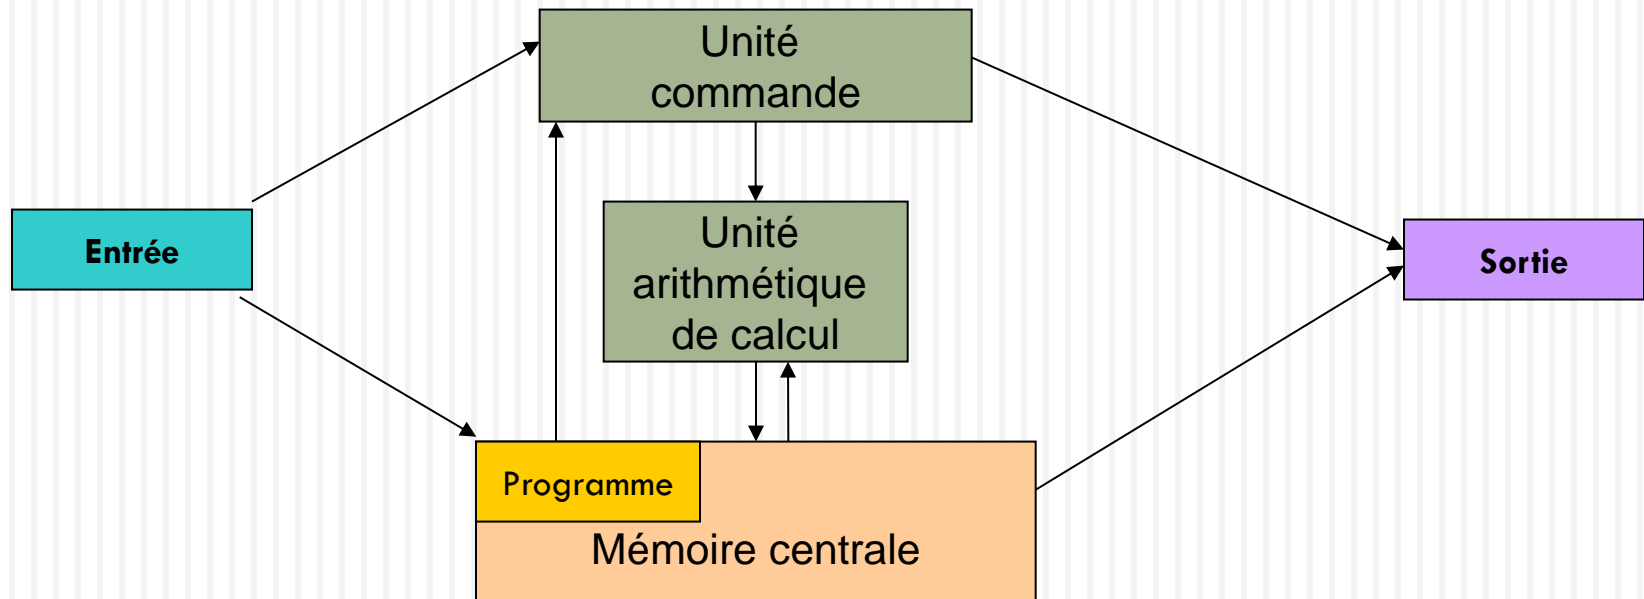 Unité
commande
Entrée
Unité
arithmétique
de calcul
Sortie
Programme
Mémoire centrale